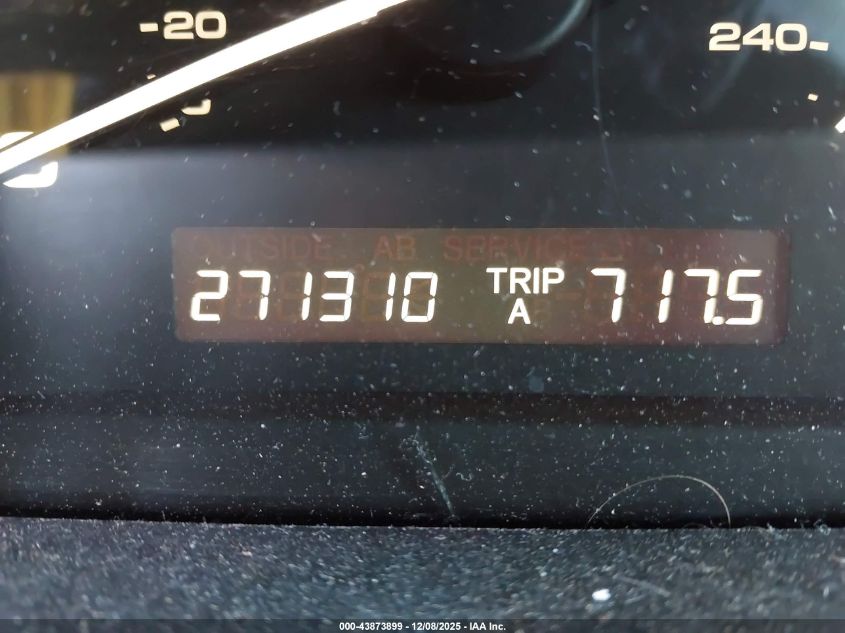 -20
240-
OUTSIDE AB SERVICE
271310 TRIP A 717.5
000-43873899 - 12/08/2025 - IAA Inc.